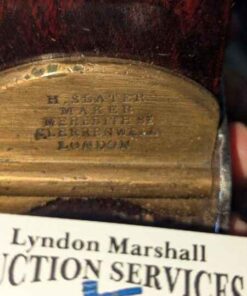 H. SLATER
MAKER
MEREDITH ST
CLERKENWELL
LONDON
Lyndon Marshall
UCTION SERVICES